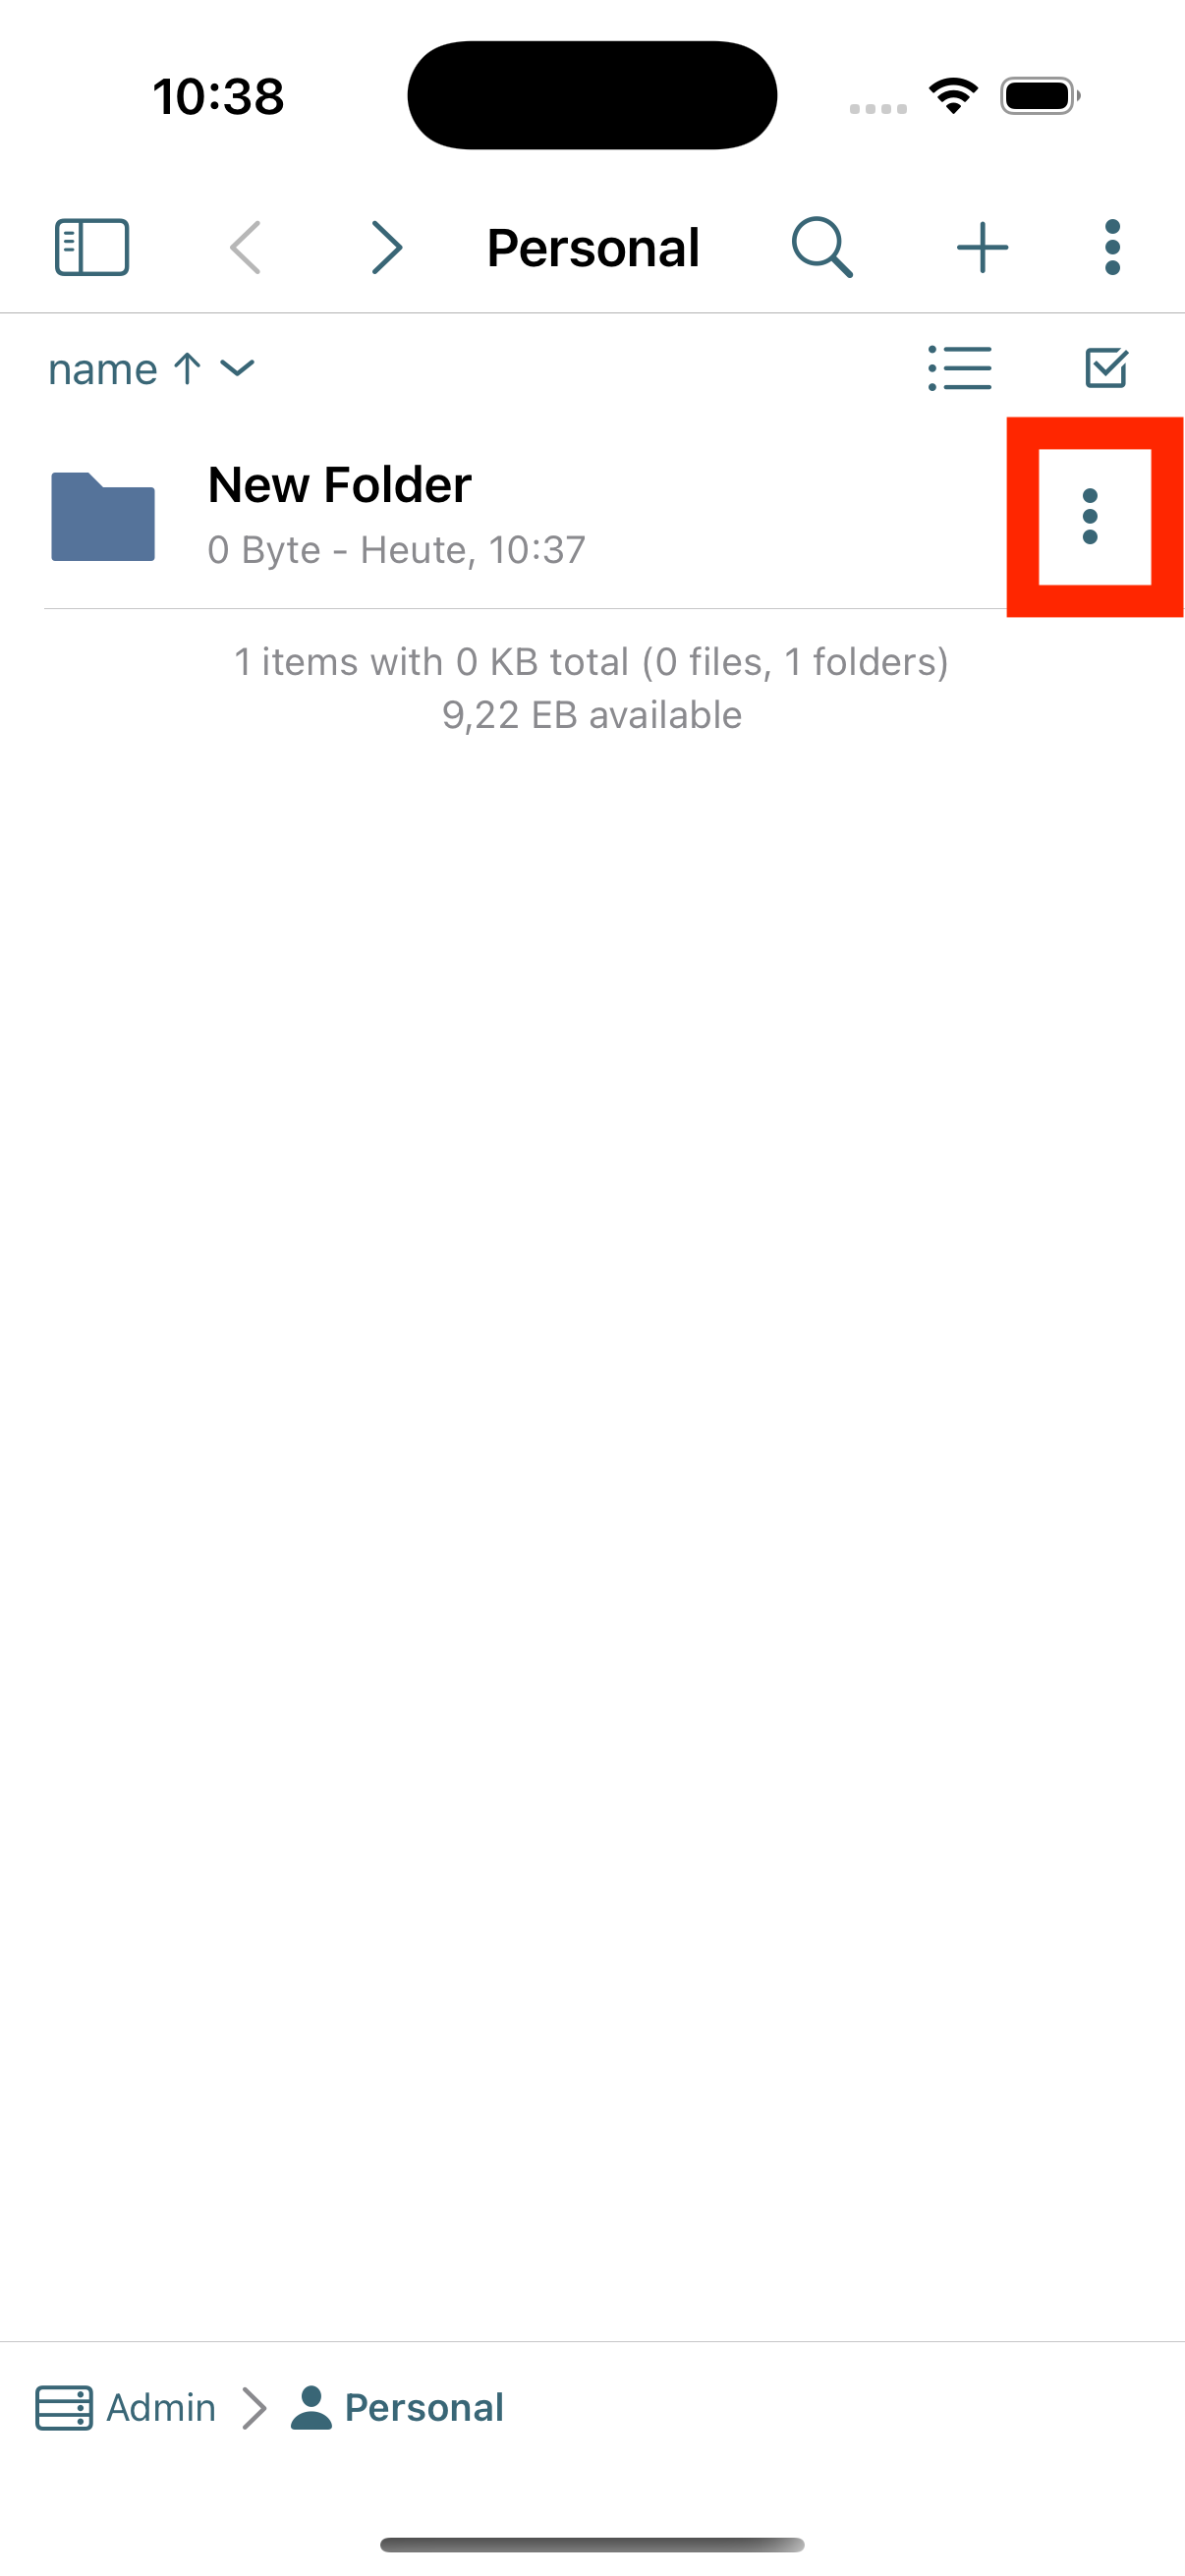 10:38
Personal
name ↑
New Folder
0 Byte - Heute, 10:37
1 items with 0 KB total (0 files, 1 folders)
9,22 EB available
Admin > Personal